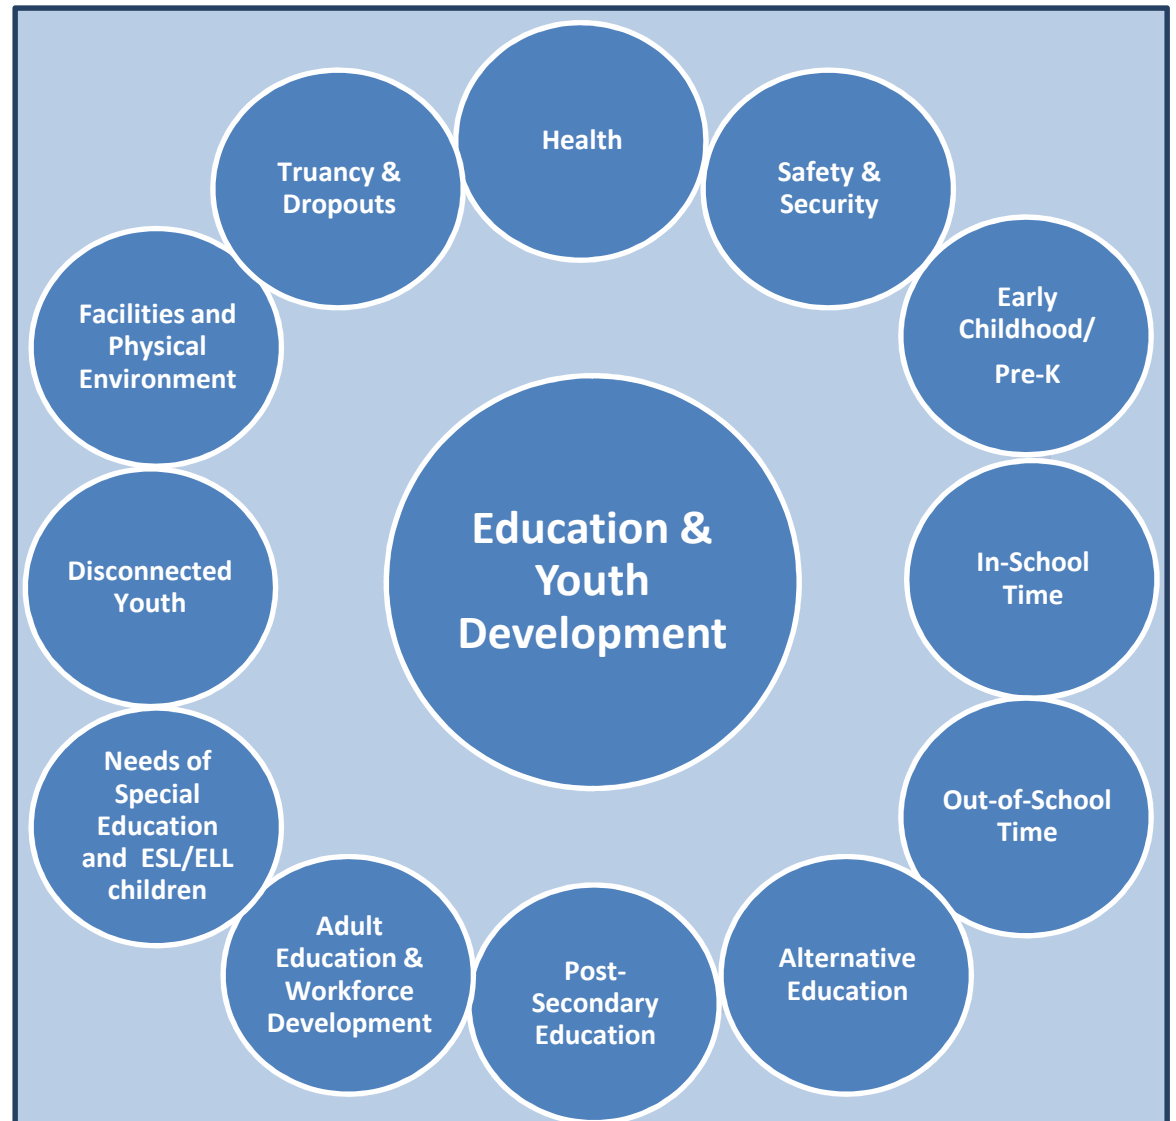 Health
Truancy &
Dropouts
Safety &
Security
Facilities and
Physical
Environment
Early
Childhood/
Pre-K
Education &
Youth
Development
Disconnected
Youth
In-School
Time
Needs of
Special
Education
and ESL/ELL
children
Out-of-School
Time
Adult
Education &
Workforce
Development
Post-
Secondary
Education
Alternative
Education